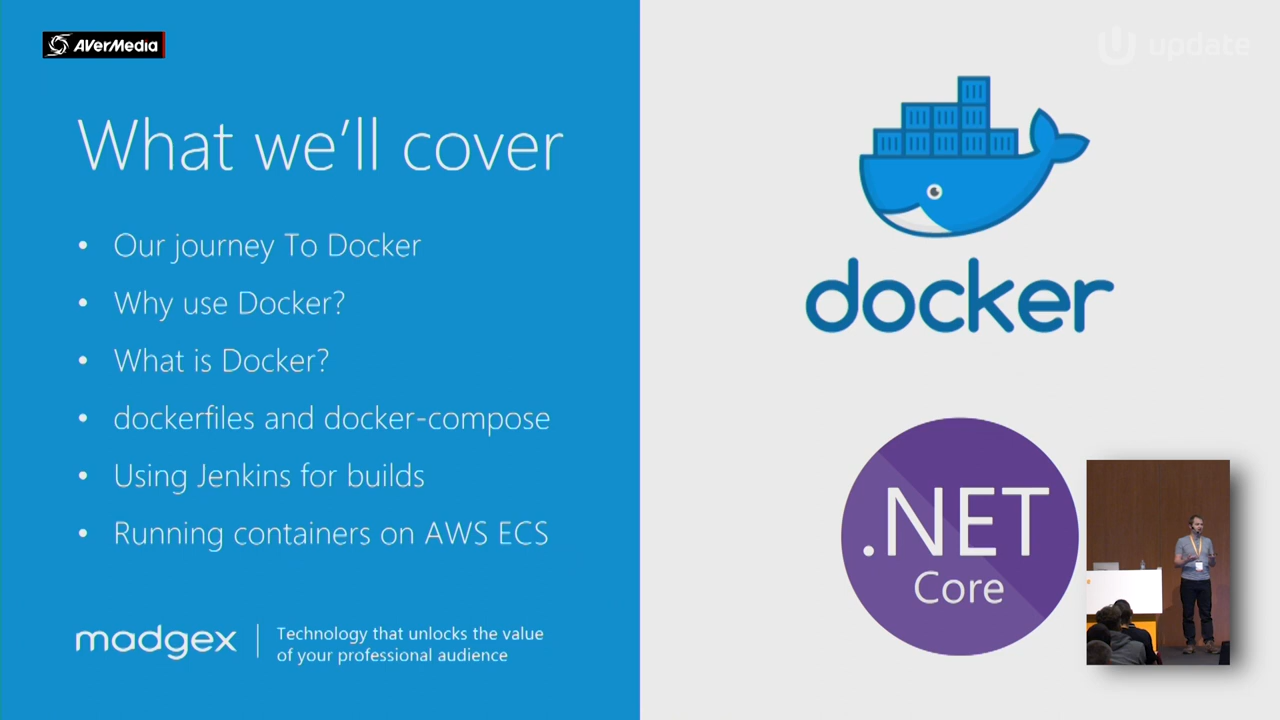 AVerMedia
update
What we'll cover
• Our journey To Docker
• Why use Docker?
• What is Docker?
• dockerfiles and docker-compose
• Using Jenkins for builds
• Running containers on AWS ECS
madgex
Technology that unlocks the value
of your professional audience
docker
.NET
Core